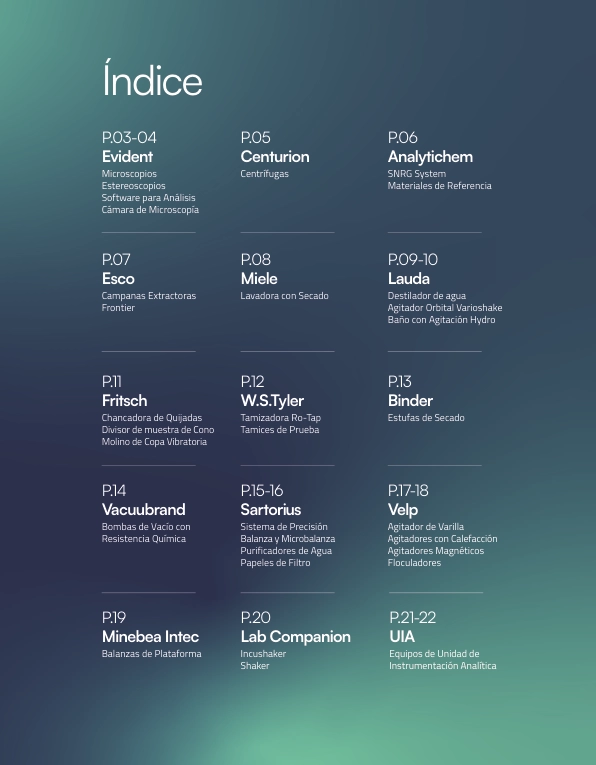 Índice
P.03-04
Evident
Microscopios
Estereoscopios
Software para Análisis
Cámara de Microscopía
P.05
Centurion
Centrífugas
P.06
Analytichem
SNRG System
Materiales de Referencia
P.07
Esco
Campanas Extractoras
Frontier
P.08
Miele
Lavadora con Secado
P.09-10
Lauda
Destilador de agua
Agitador Orbital Varioshake
Baño con Agitación Hydro
P.11
Fritsch
Chancadora de Quijadas
Divisor de muestra de Cono
Molino de Copa Vibratoria
P.12
W.S.Tyler
Tamizadora Ro-Tap
Tamices de Prueba
P.13
Binder
Estufas de Secado
P.14
Vacuubrand
Bombas de Vacío con
Resistencia Química
P.15-16
Sartorius
Sistema de Precisión
Balanza y Microbalanza
Purificadores de Agua
Papeles de Filtro
P.17-18
Velp
Agitador de Varilla
Agitadores con Calefacción
Agitadores Magnéticos
Floculadores
P.19
Minebea Intec
Balanzas de Plataforma
P.20
Lab Companion
Incushaker
Shaker
P.21-22
UIA
Equipos de Unidad de
Instrumentación Analítica